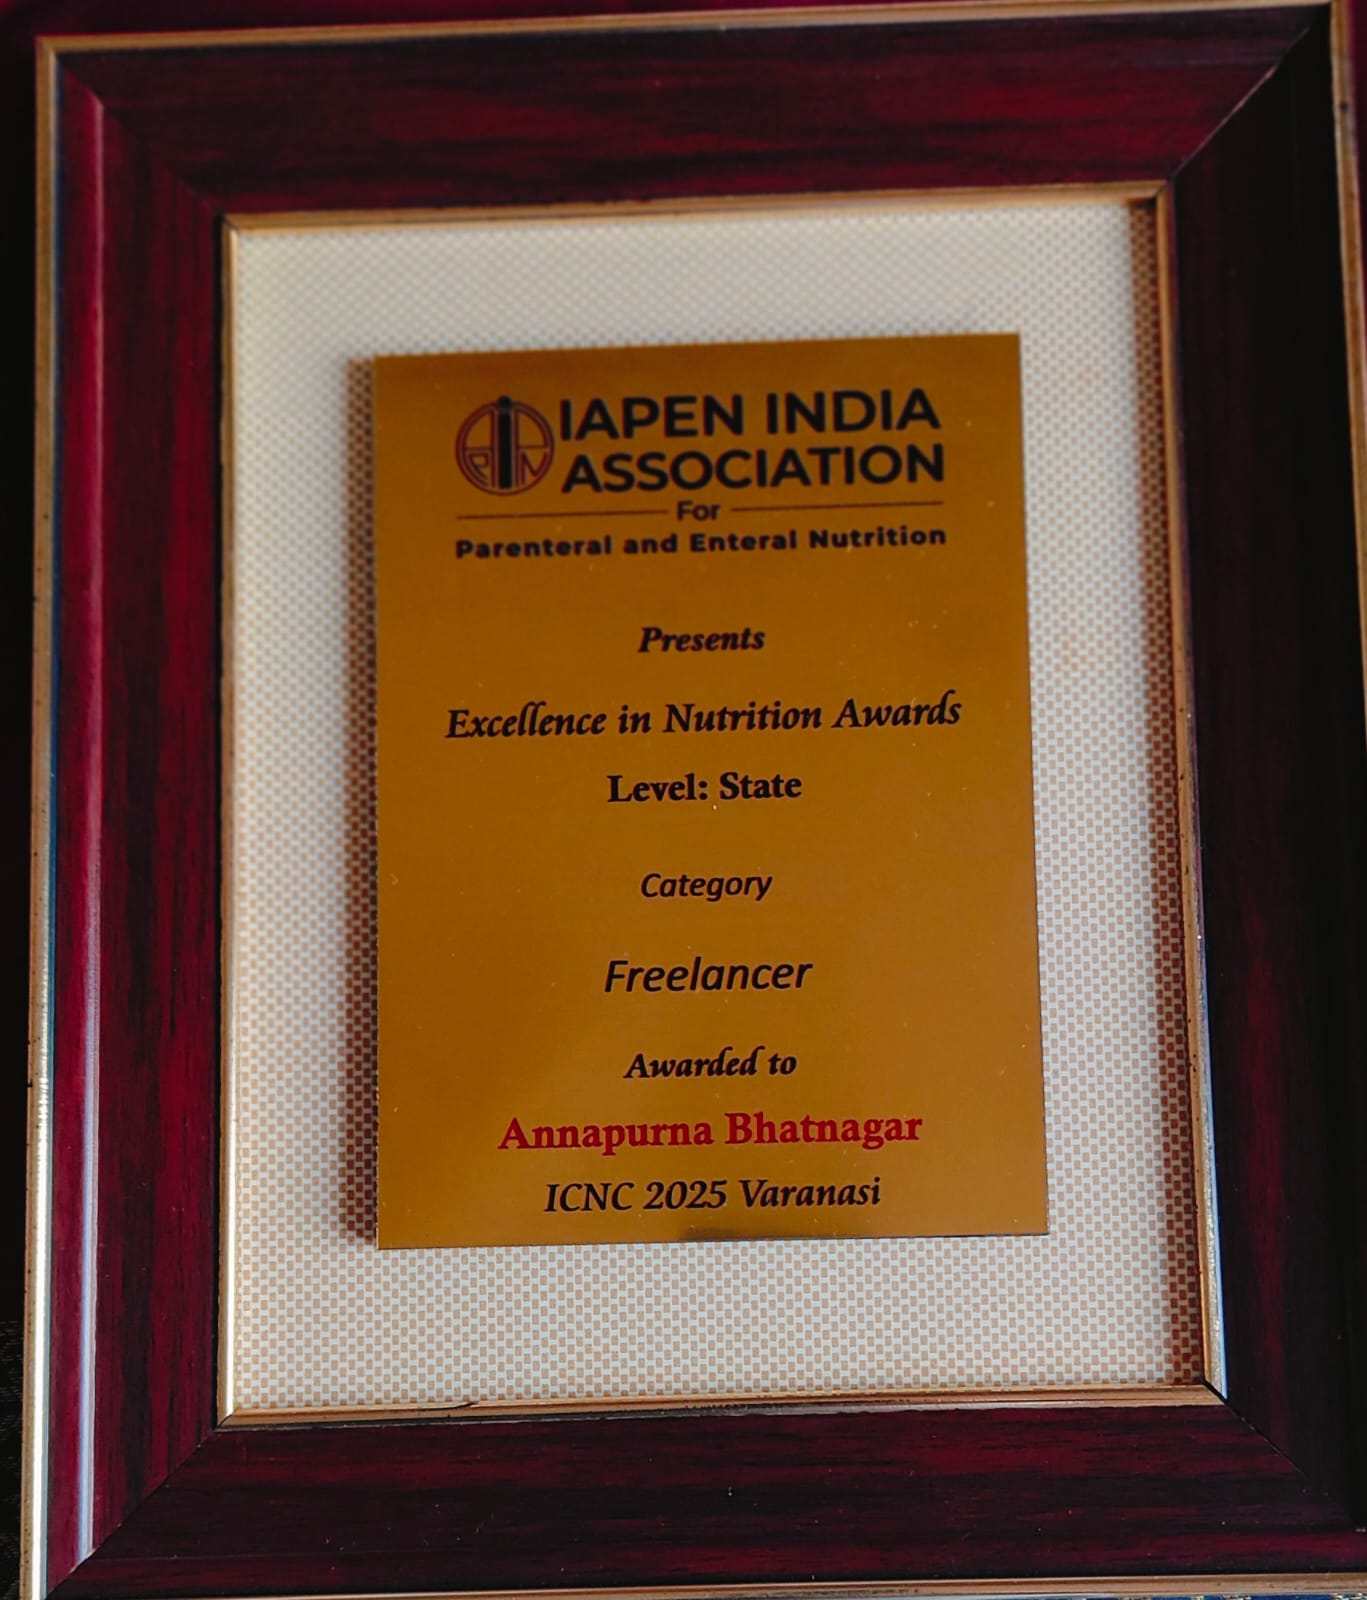 IAPEN INDIA
ASSOCIATION
For
Parenteral and Enteral Nutrition
Presents
Excellence in Nutrition Awards
Level: State
Category
Freelancer
Awarded to
Annapurna Bhatnagar
ICNC 2025 Varanasi